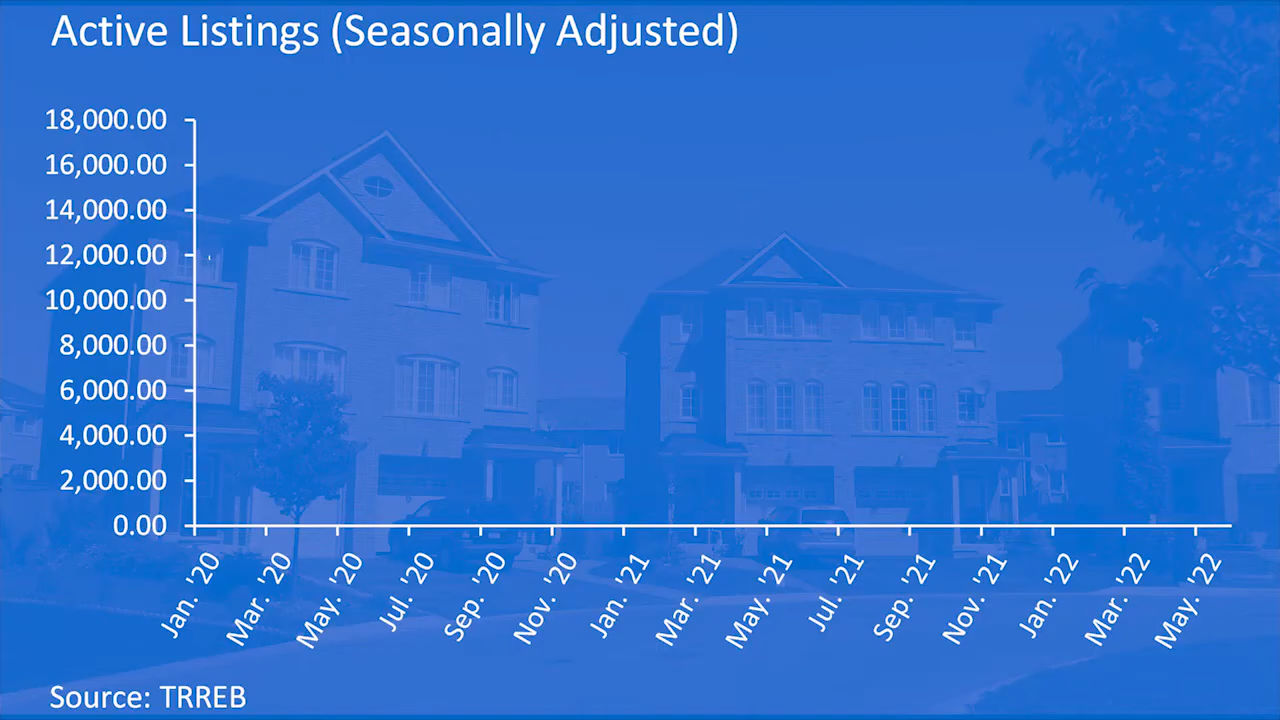 Active Listings (Seasonally Adjusted)
18,000.00
16,000.00
14,000.00
12,000.00
10,000.00
8,000.00
6,000.00
4,000.00
2,000.00
0.00
Jan. '20
Mar. '20
May. '20
Jul. '20
Sep. '20
Nov. '20
Jan. '21
Mar. '21
May. '21
Jul. '21
Sep. '21
Nov. '21
Jan. '22
Mar. '22
May. '22
Source: TRREB